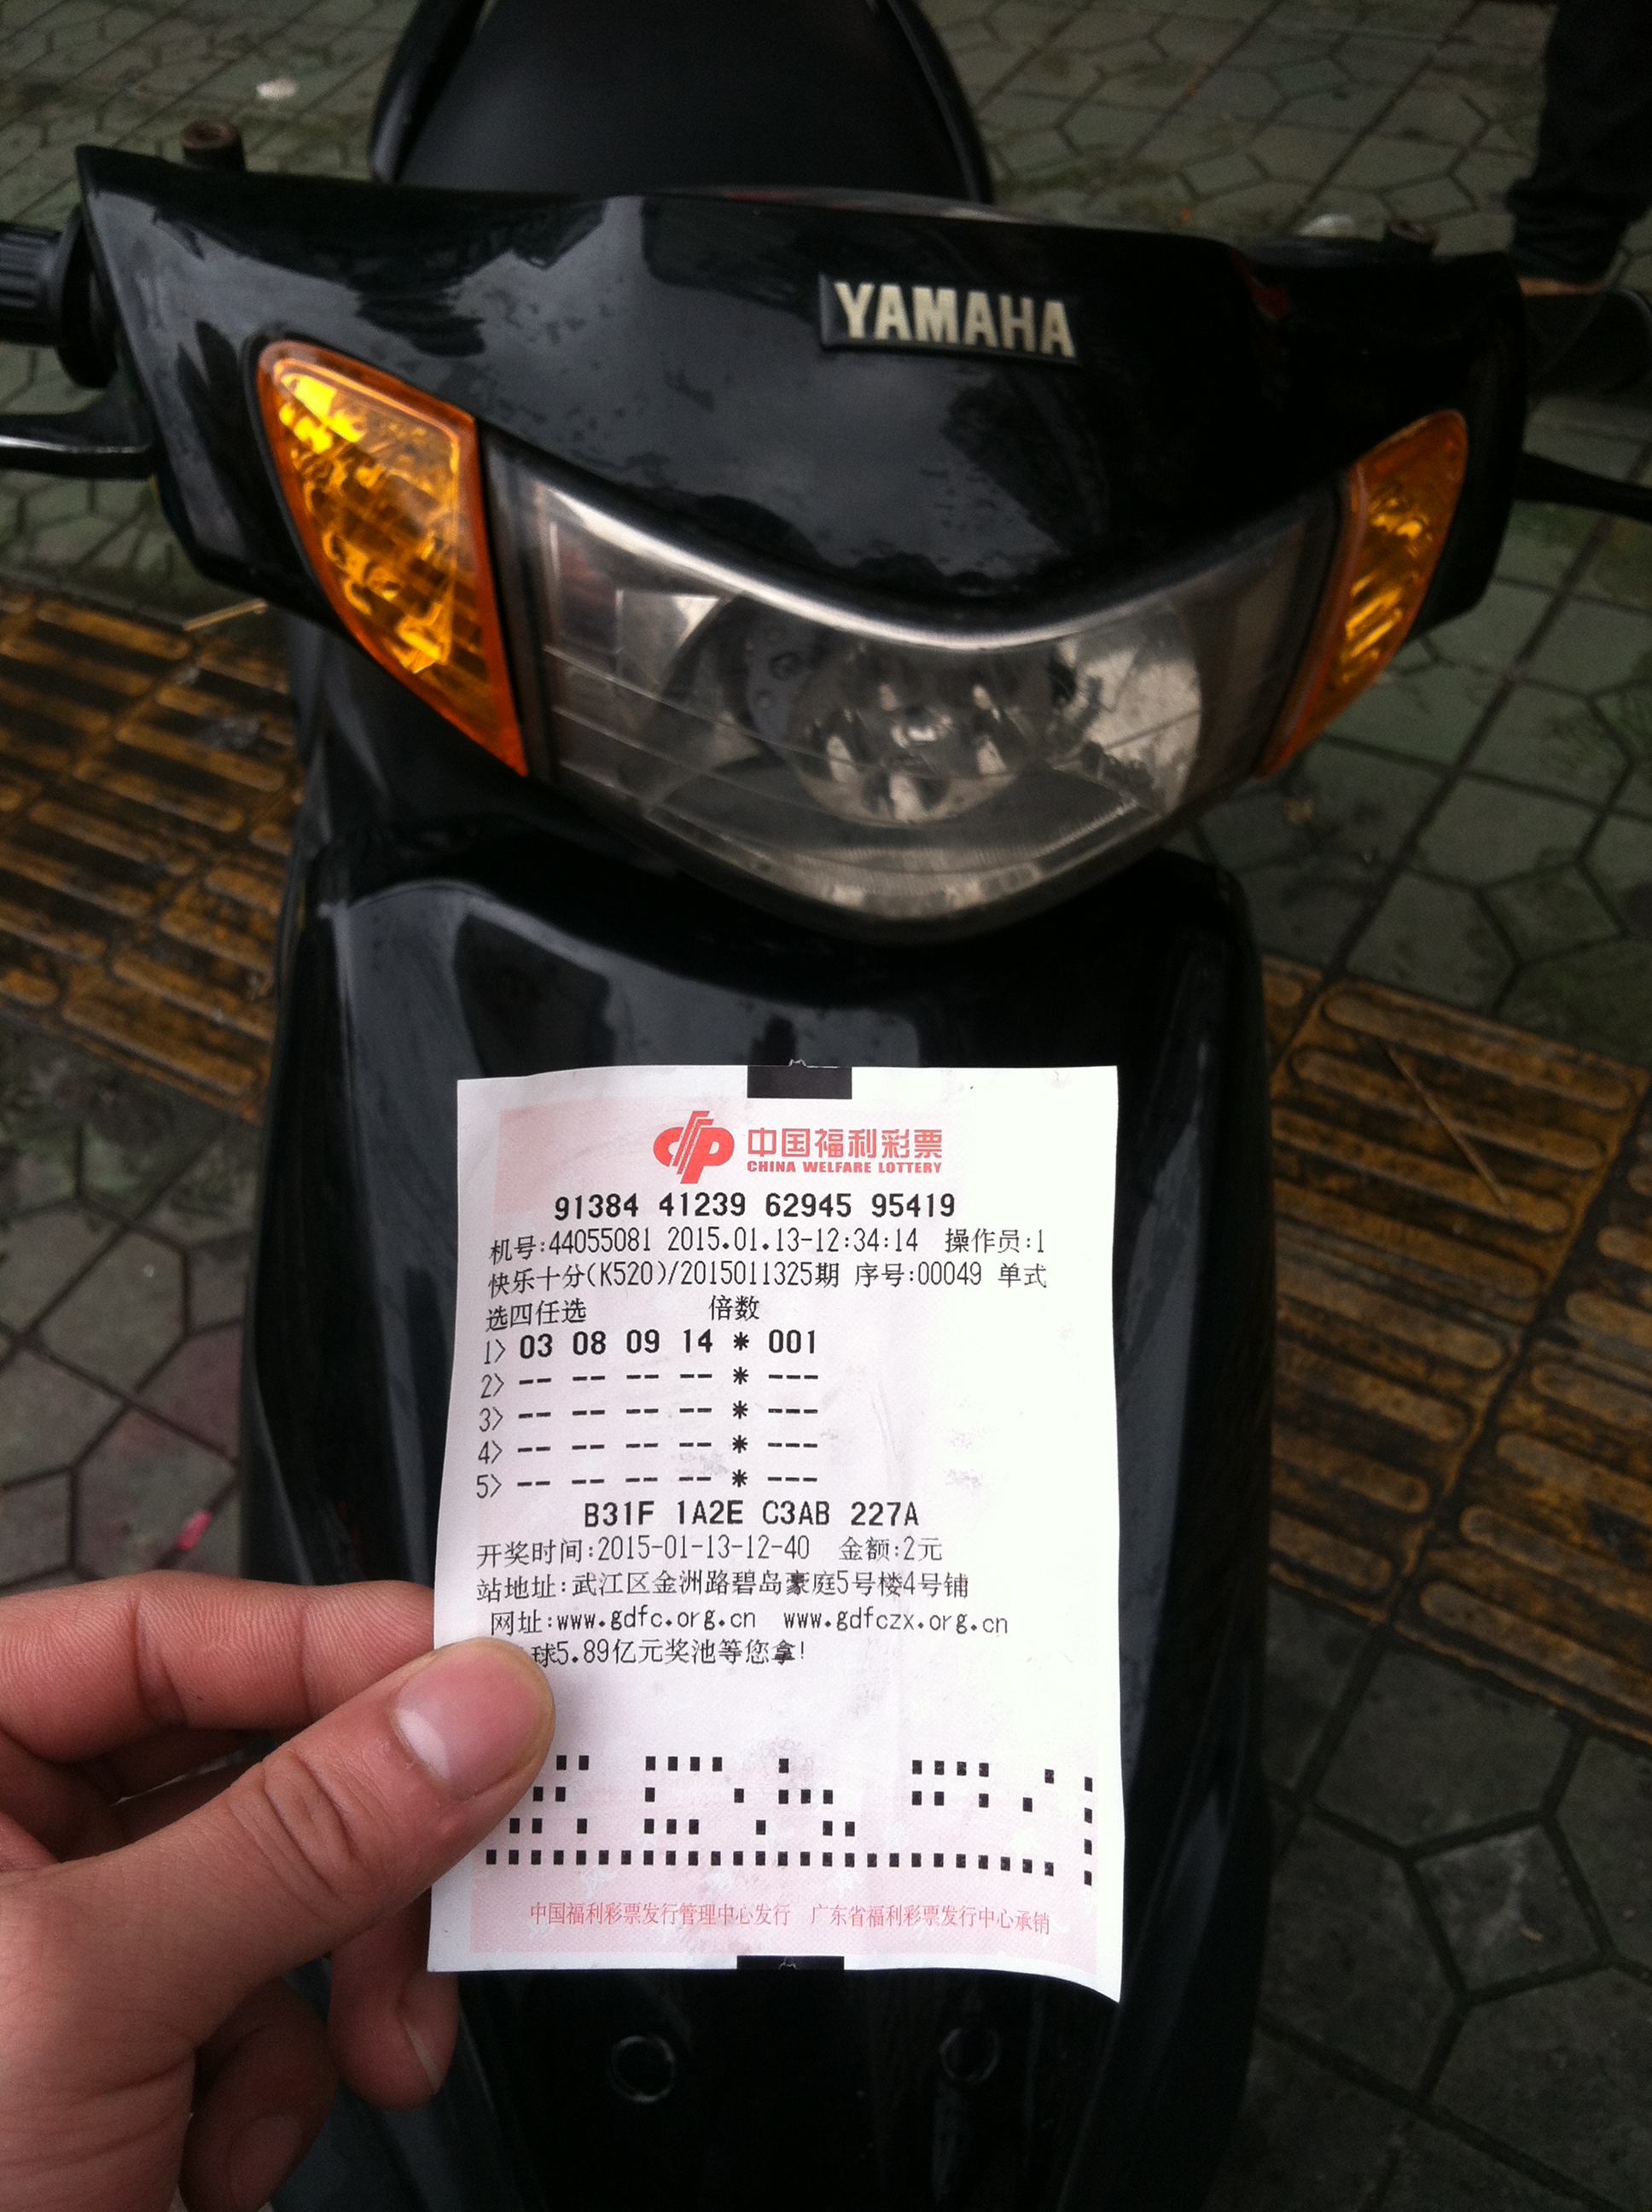 YAMAHA
中国福利彩票
CHINA WELFARE LOTTERY
91384 41239 62945 95419
机号:44055081 2015.01.13-12:34:14 操作员:1
快乐十分(K520)/2015011325期 序号:00049 单式
选四任选 倍数
1> 03 08 09 14 * 001
2> -- -- -- -- * ---
3> -- -- -- -- * ---
4> -- -- -- -- * ---
5> -- -- -- -- * ---
B31F 1A2E C3AB 227A
开奖时间:2015-01-13-12-40 金额:2元
站地址:武江区金洲路碧岛豪庭5号楼4号铺
网址:www.gdfc.org.cn www.gdfczx.org.cn
球5.89亿元奖池等您拿!
中国福利彩票发行管理中心发行 广东省福利彩票发行中心承销